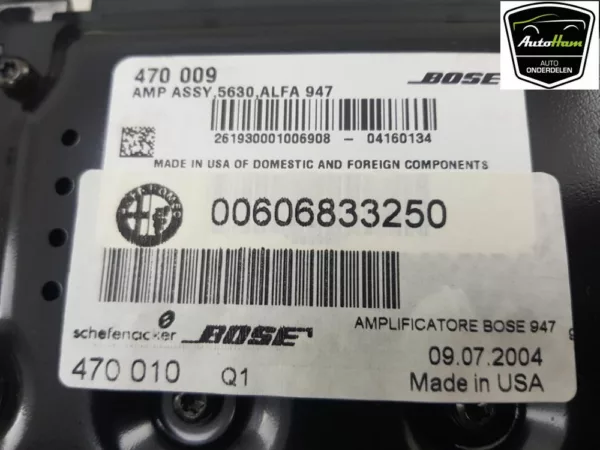 AutoHam
AUTO
ONDERDELEN
470 009
BOSE
AMP ASSY,5630,ALFA 947
261930001006908 - 04160134
MADE IN USA OF DOMESTIC AND FOREIGN COMPONENTS
00606833250
schefenacker BOSE
AMPLIFICATORE BOSE 947
09.07.2004
470 010 Q1
Made in USA